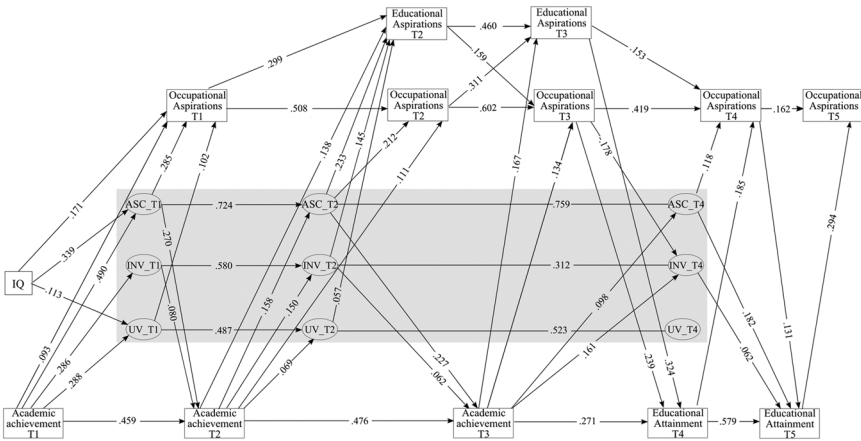 Educational
Aspirations
T2
.460
Educational
Aspirations
T3
.299
.159
.153
.311
Occupational
Aspirations
T1
.508
Occupational
Aspirations
T2
.602
Occupational
Aspirations
T3
.419
Occupational
Aspirations
T4
.162
Occupational
Aspirations
T5
.285
.102
.138
.233
.145
.212
.111
.167
.134
.178
.118
.185
.171
ASC_T1
.724
ASC_T2
.759
ASC_T4
.339
.270
.294
.490
INV_T1
.580
INV_T2
.312
INV_T4
IQ
.113
.080
.158
.150
.057
.098
UV_T1
.487
UV_T2
.523
UV_T4
.182
.131
.093
.286
.288
.069
.227
.062
.161
.239
.324
.062
Academic
achievement
T1
.459
Academic
achievement
T2
.476
Academic
achievement
T3
.271
Educational
Attainment
T4
.579
Educational
Attainment
T5